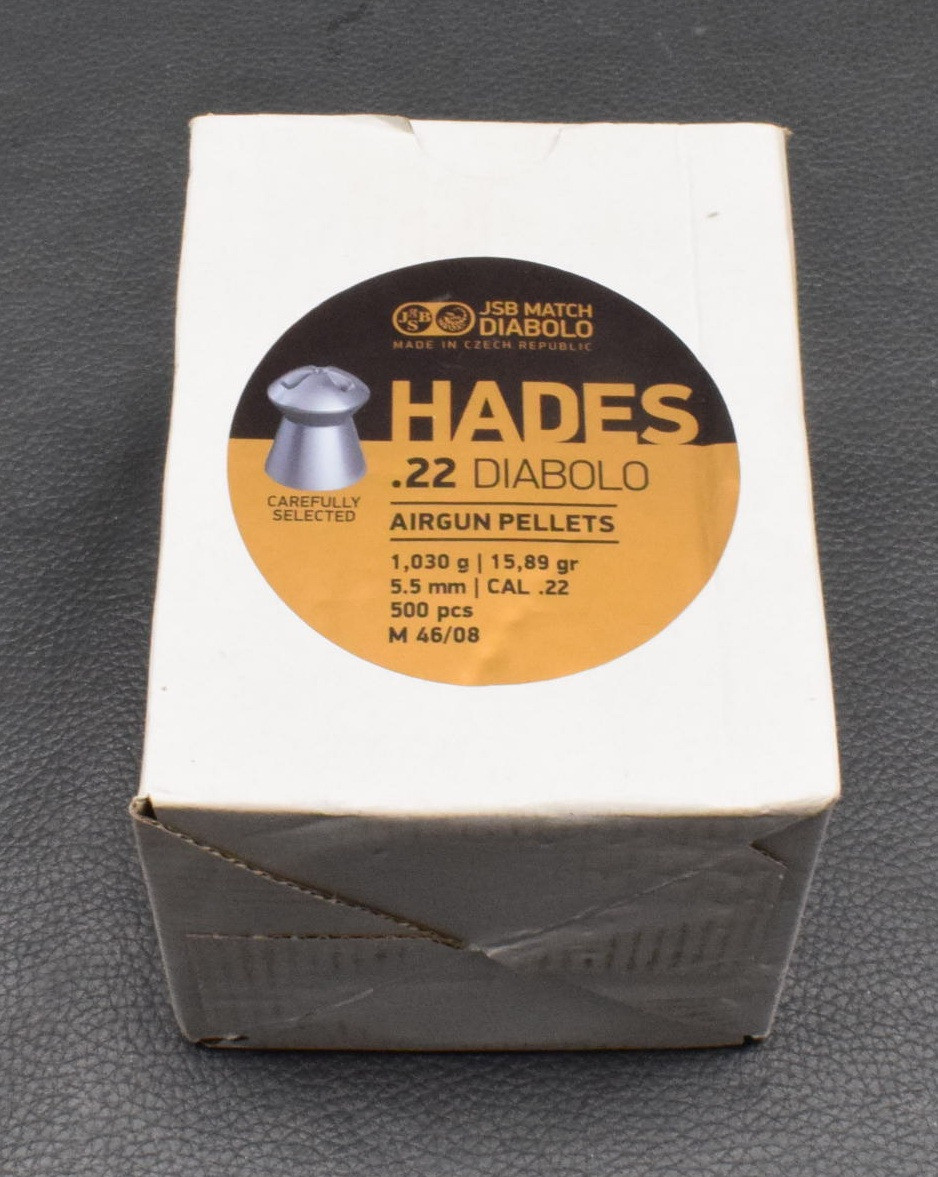 JSB
JSB MATCH
DIABOLO
MADE IN CZECH REPUBLIC
HADES
.22 DIABOLO
CAREFULLY
SELECTED
AIRGUN PELLETS
1,030 g | 15,89 gr
5.5 mm | CAL .22
500 pcs
M 46/08